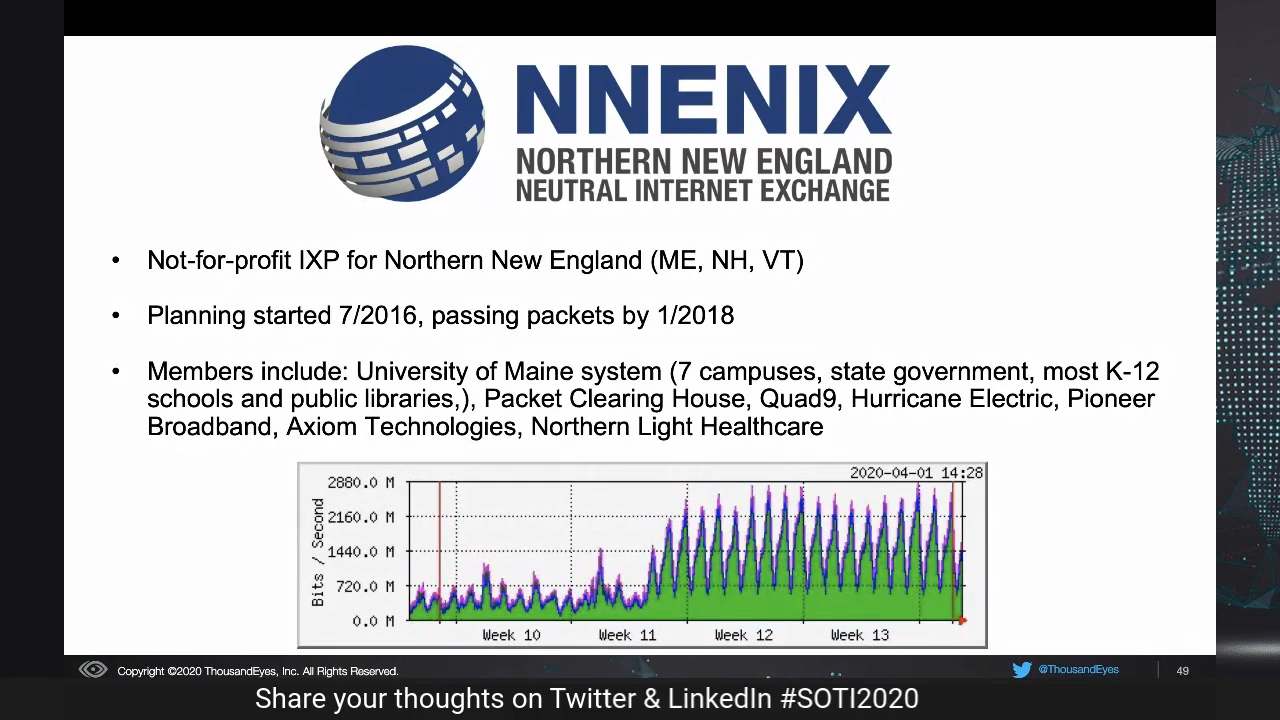 NNENIX
NORTHERN NEW ENGLAND
NEUTRAL INTERNET EXCHANGE
• Not-for-profit IXP for Northern New England (ME, NH, VT)
• Planning started 7/2016, passing packets by 1/2018
• Members include: University of Maine system (7 campuses, state government, most K-12
schools and public libraries,), Packet Clearing House, Quad9, Hurricane Electric, Pioneer
Broadband, Axiom Technologies, Northern Light Healthcare
2020-04-01 14:28
Bits / Second
2880.0 M
2160.0 M
1440.0 M
720.0 M
0.0 M
Week 10 Week 11 Week 12 Week 13
Copyright ©2020 ThousandEyes, Inc. All Rights Reserved. @ThousandEyes 49
Share your thoughts on Twitter & LinkedIn #SOTI2020